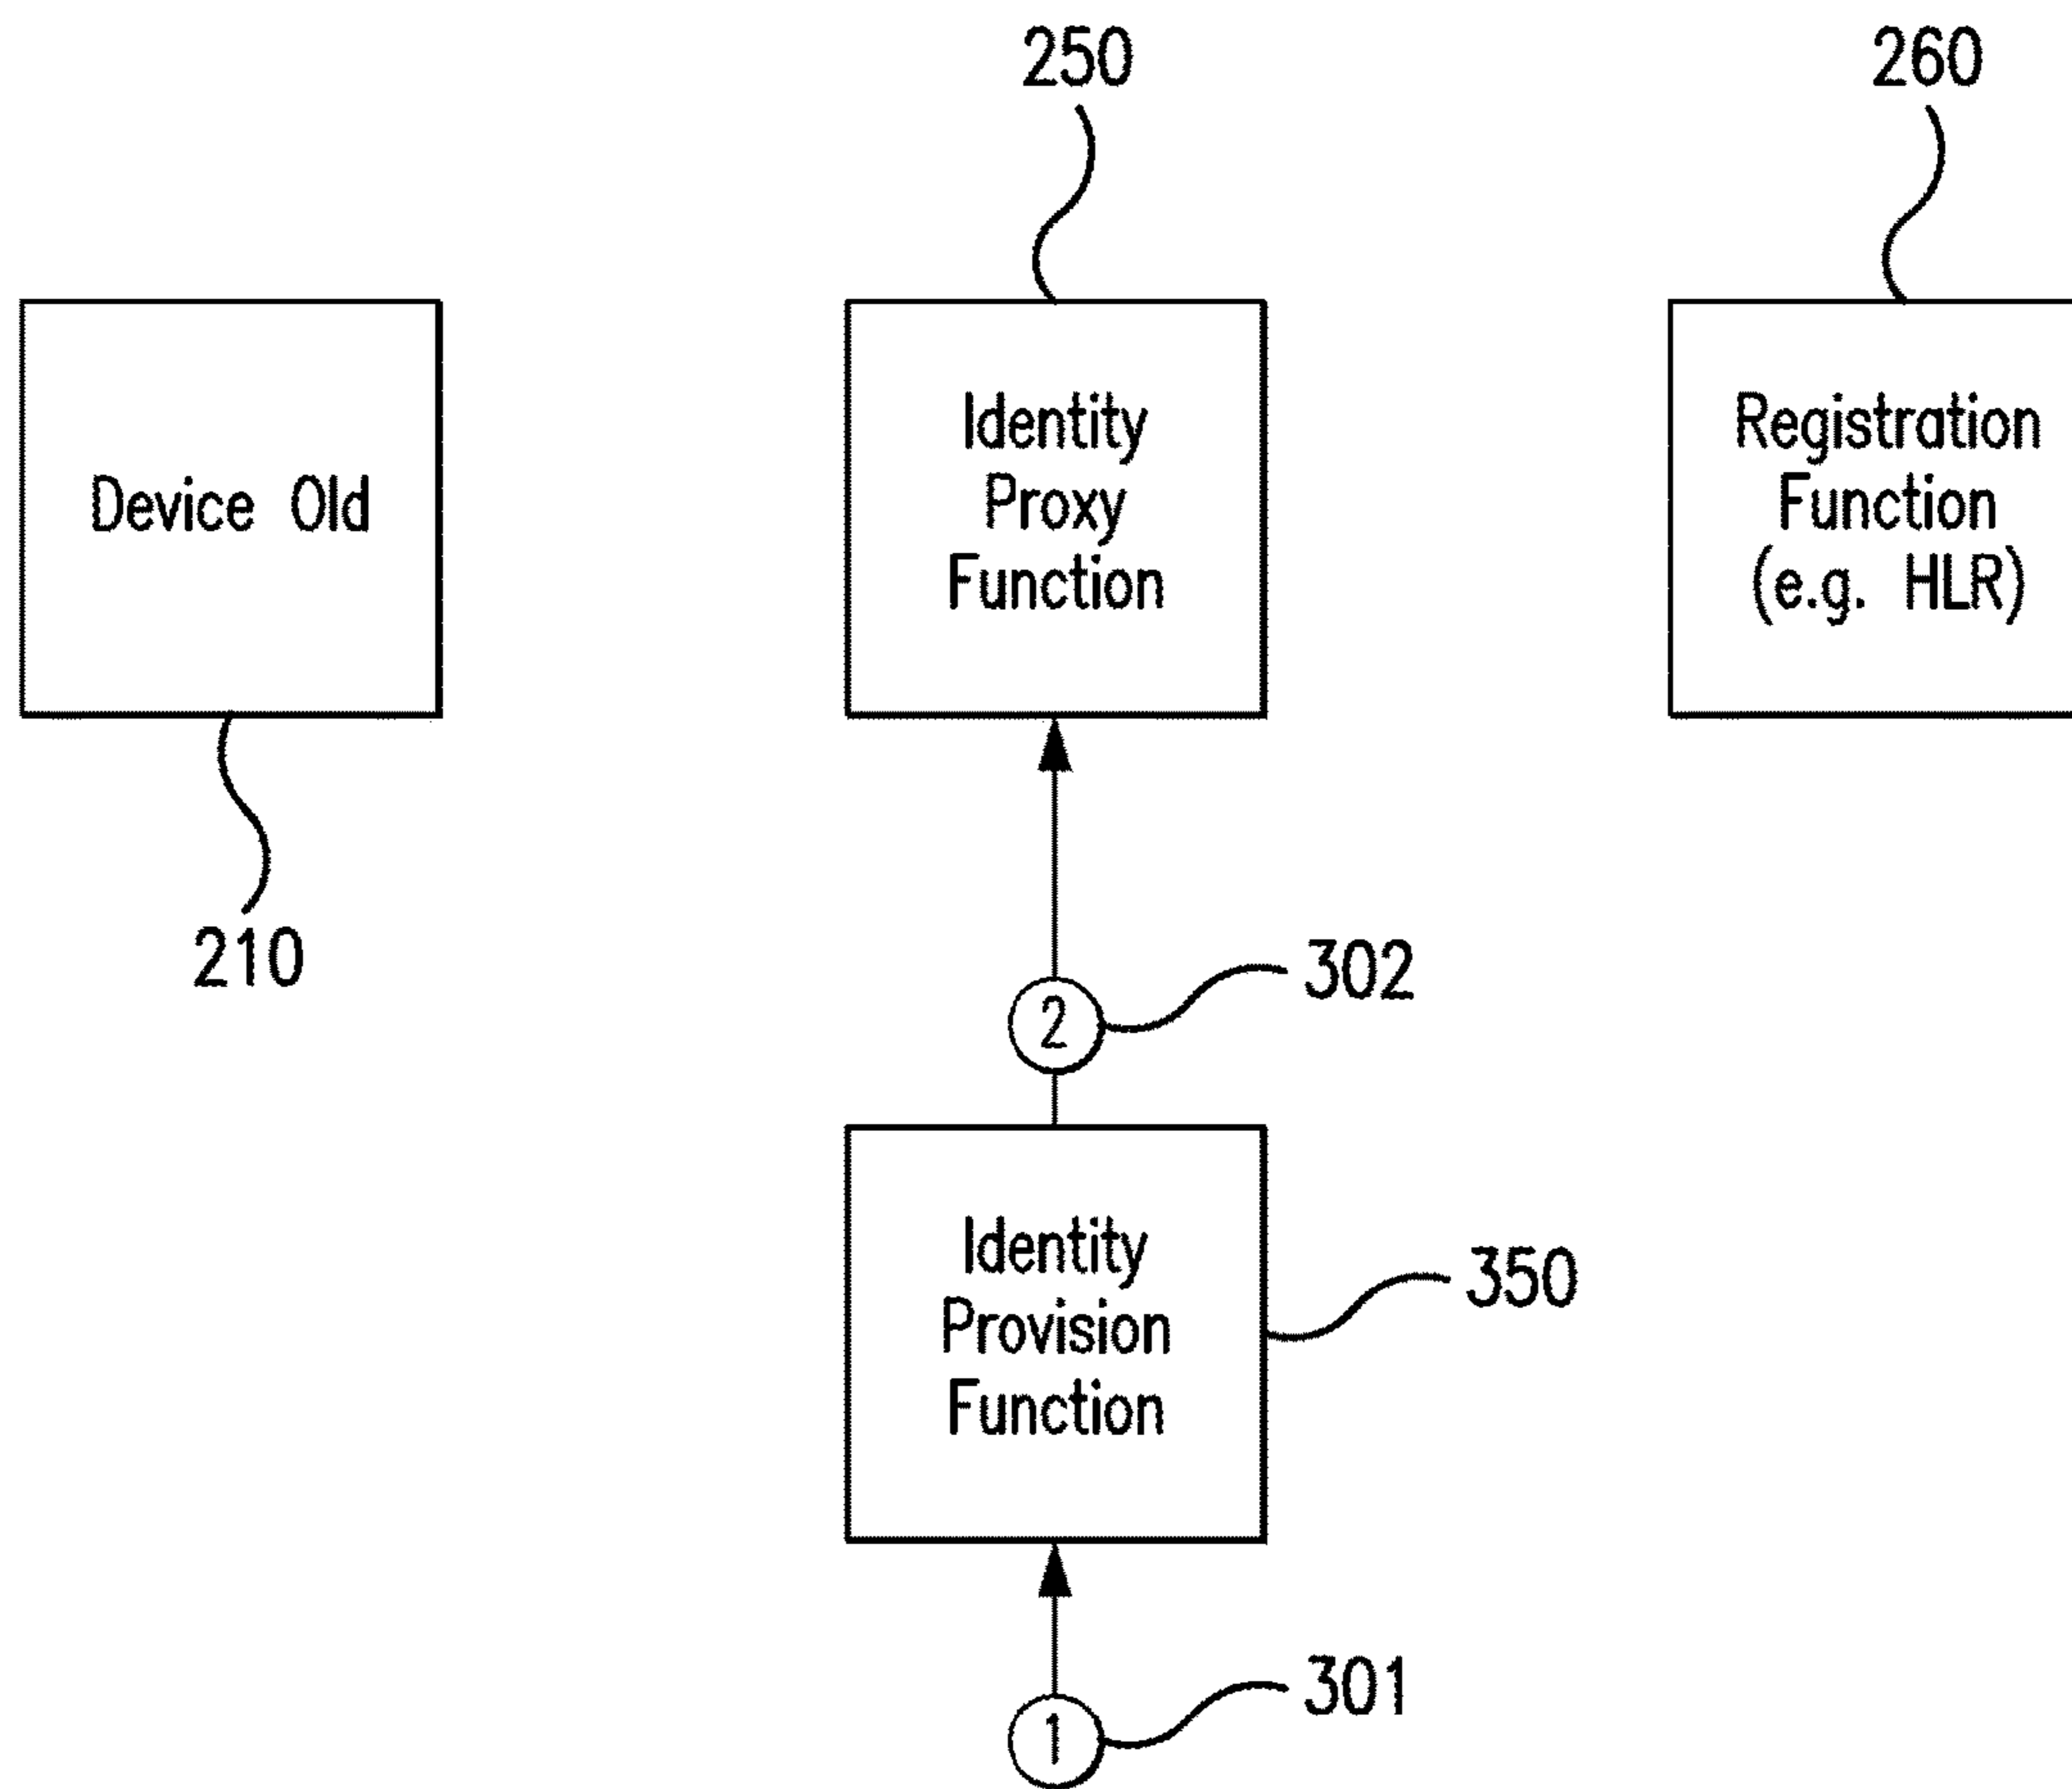 250
260
Device Old
Identity
Proxy
Function
Registration
Function
(e.g. HLR)
210
2
302
Identity
Provision
Function
350
1
301